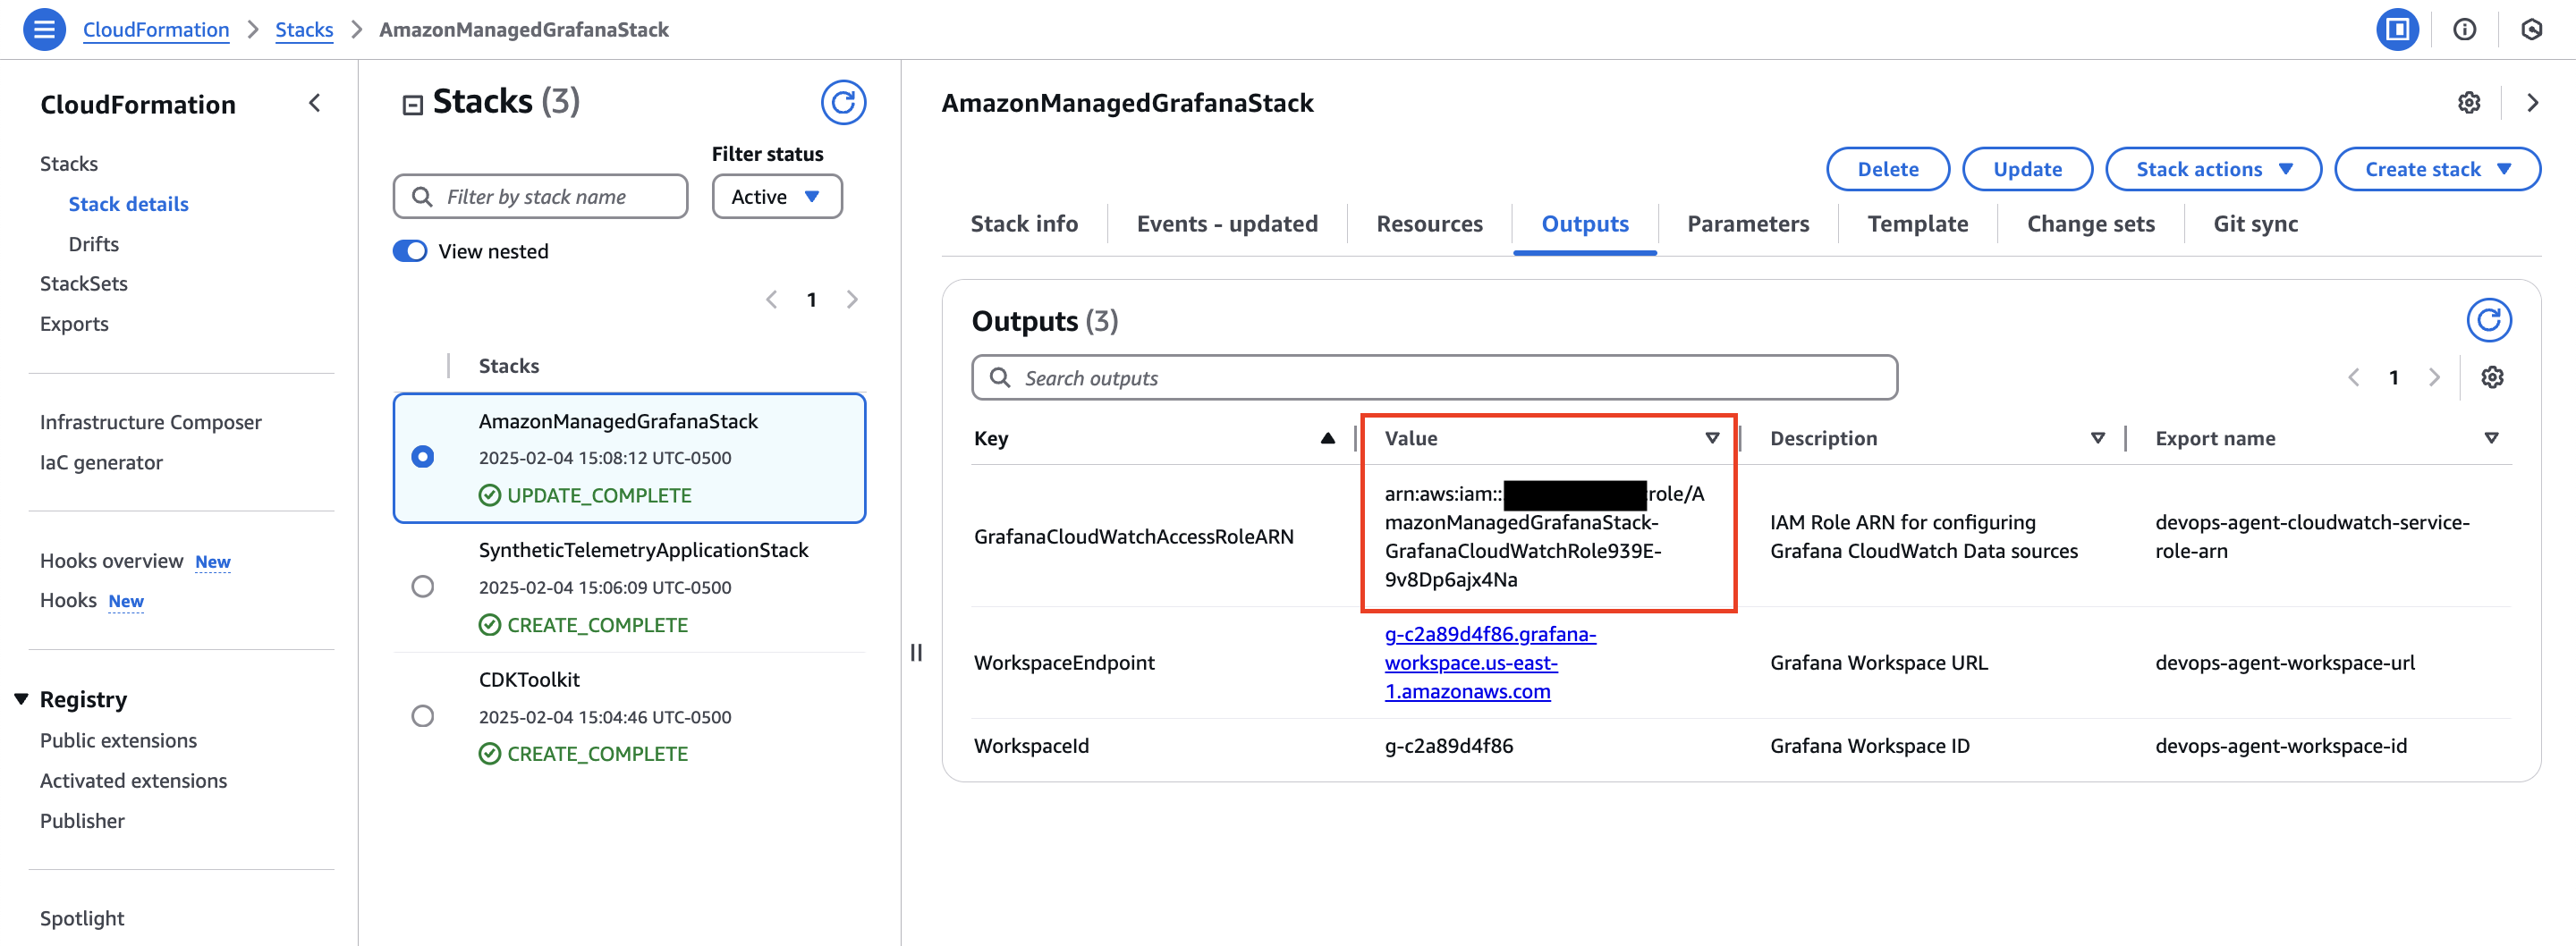 CloudFormation > Stacks > AmazonManagedGrafanaStack
CloudFormation
Stacks
Stack details
Drifts
StackSets
Exports
Infrastructure Composer
IaC generator
Hooks overview New
Hooks New
Registry
Public extensions
Activated extensions
Publisher
Spotlight
Stacks (3)
Filter status
Filter by stack name
Active
View nested
1
Stacks
AmazonManagedGrafanaStack
2025-02-04 15:08:12 UTC-0500
UPDATE_COMPLETE
SyntheticTelemetryApplicationStack
2025-02-04 15:06:09 UTC-0500
CREATE_COMPLETE
CDKToolkit
2025-02-04 15:04:46 UTC-0500
CREATE_COMPLETE
AmazonManagedGrafanaStack
Delete Update Stack actions Create stack
Stack info Events - updated Resources Outputs Parameters Template Change sets Git sync
Outputs (3)
Search outputs
1
Key Value Description Export name
GrafanaCloudWatchAccessRoleARN
arn:aws:iam:: :role/A
mazonManagedGrafanaStack-
GrafanaCloudWatchRole939E-
9v8Dp6ajx4Na
IAM Role ARN for configuring
Grafana CloudWatch Data sources
devops-agent-cloudwatch-service-
role-arn
WorkspaceEndpoint
g-c2a89d4f86.grafana-
workspace.us-east-
1.amazonaws.com
Grafana Workspace URL
devops-agent-workspace-url
WorkspaceId
g-c2a89d4f86
Grafana Workspace ID
devops-agent-workspace-id